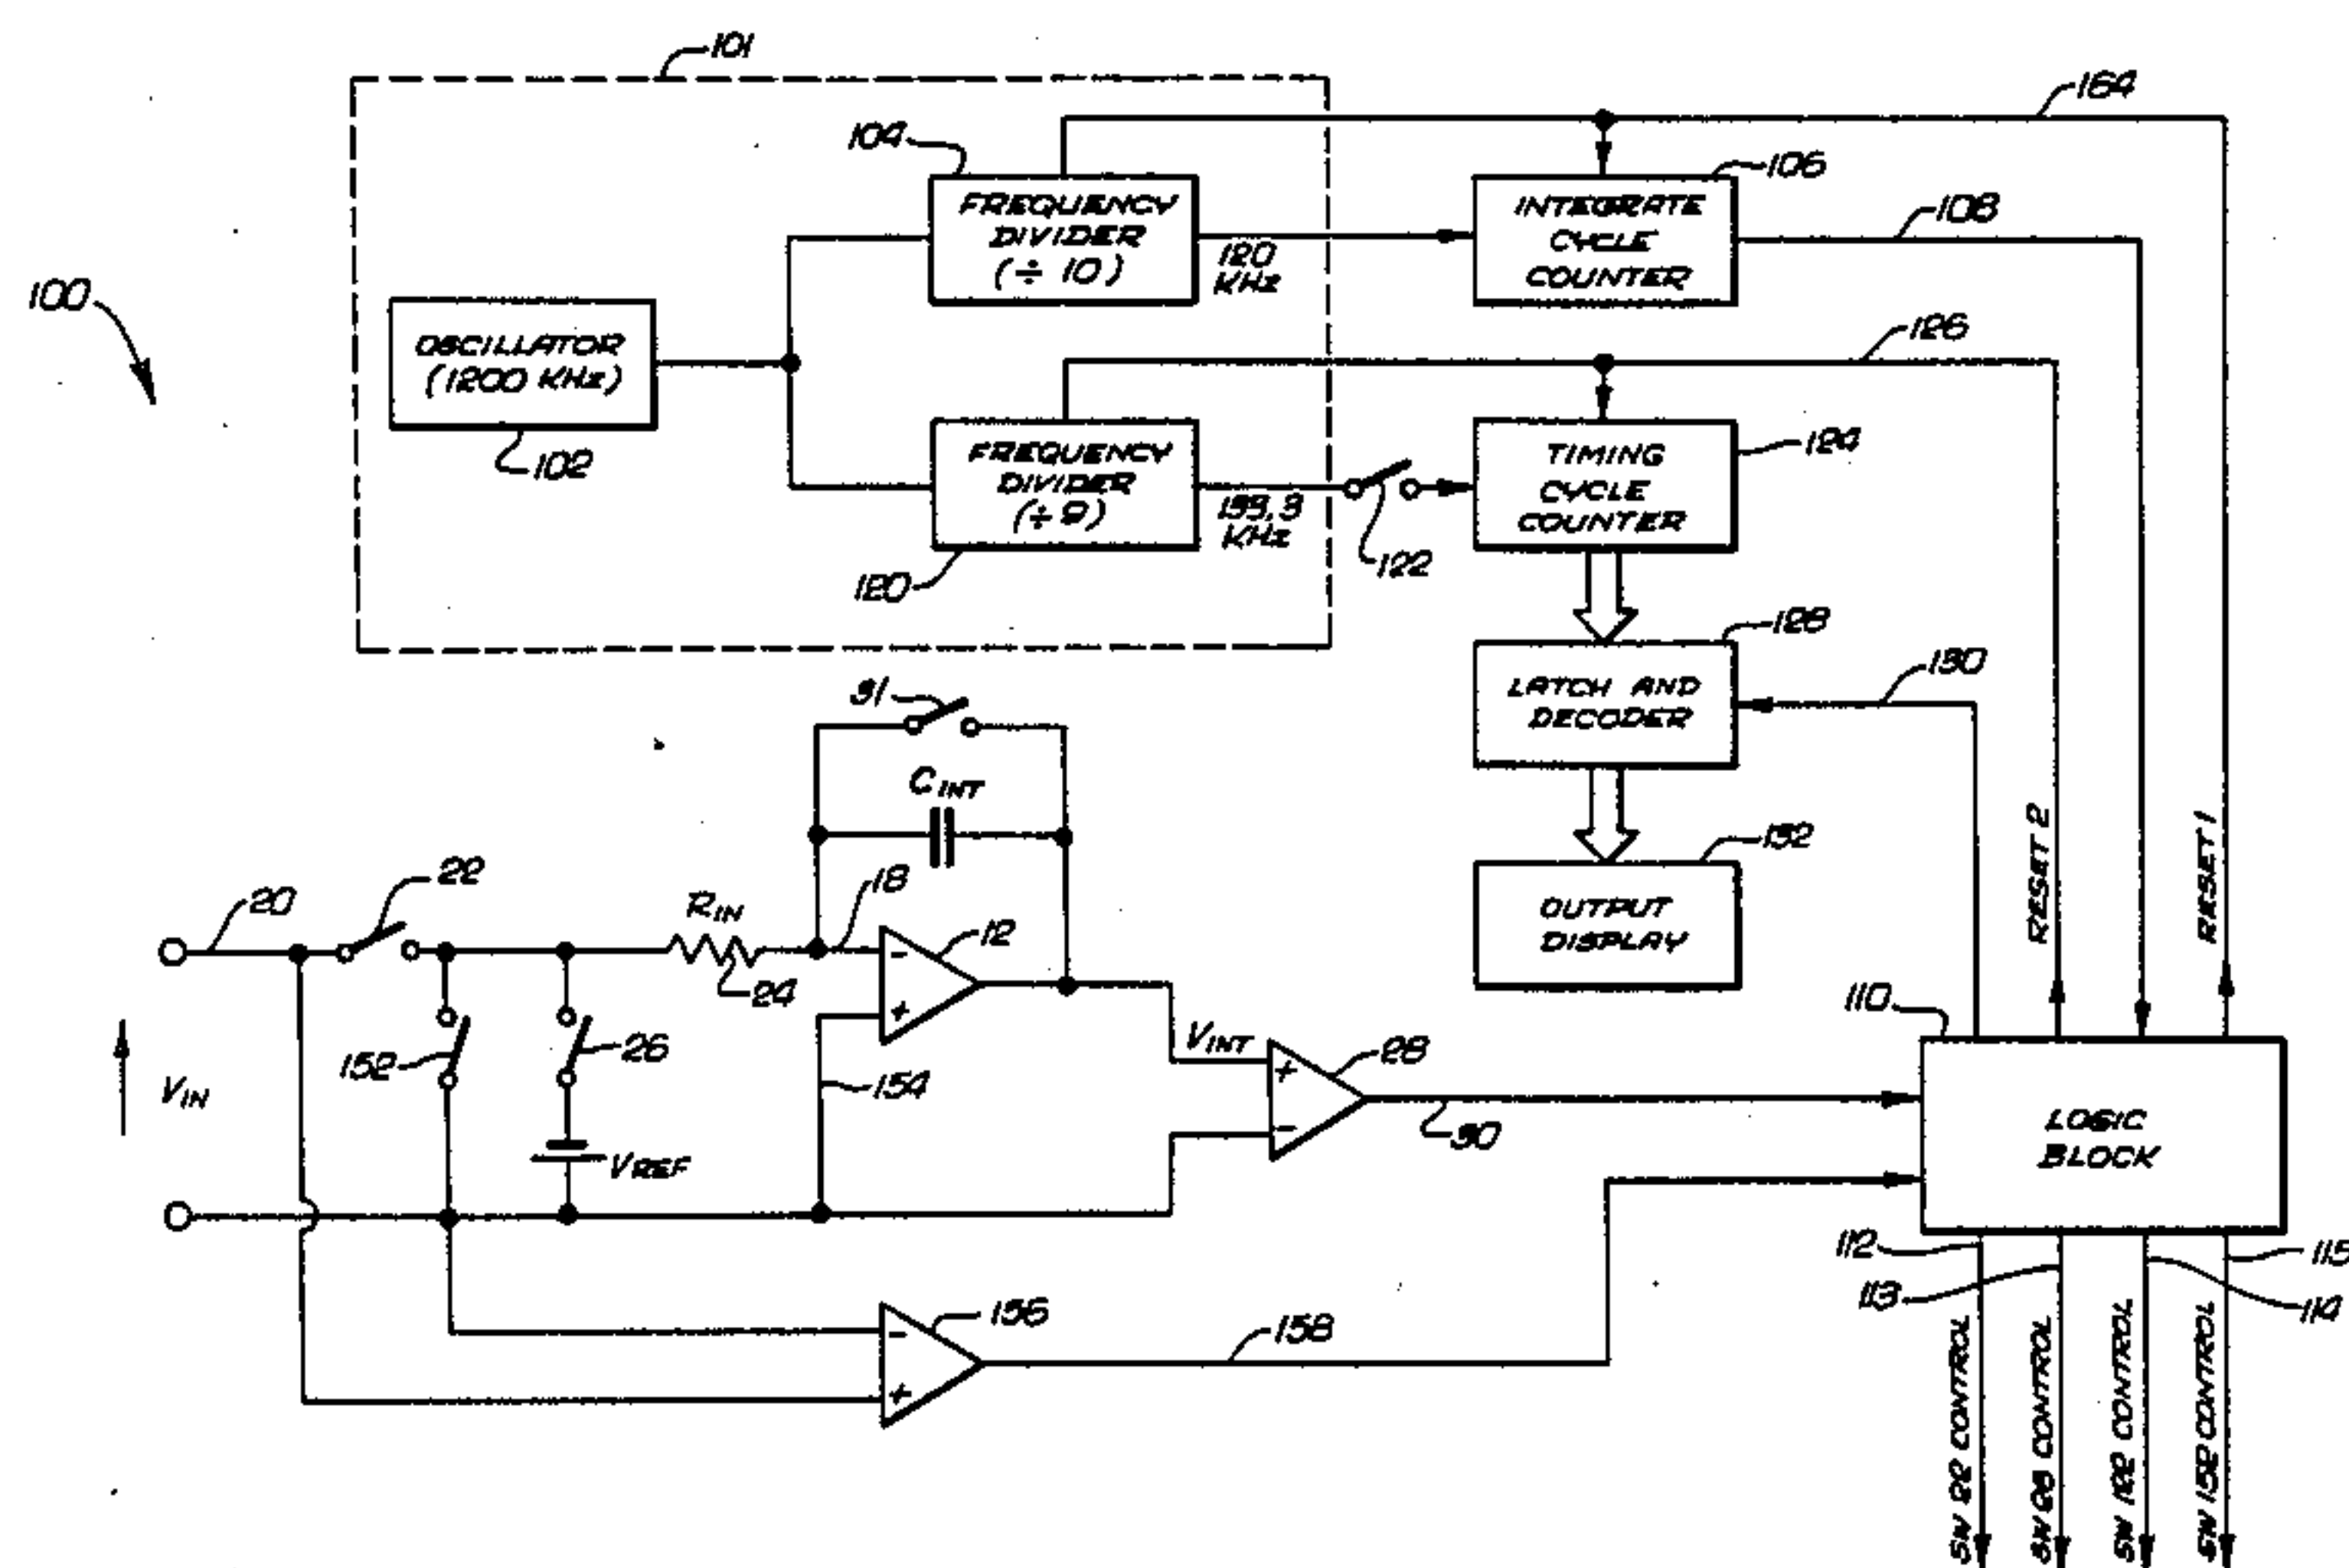 101
164
104
FREQUENCY
DIVIDER
(÷ 10)
120
KHz
INTEGRATE
CYCLE
COUNTER
106
108
100
OSCILLATOR
(1200 KHz)
102
126
FREQUENCY
DIVIDER
(÷ 9)
133.3
KHz
120
122
TIMING
CYCLE
COUNTER
124
128
LATCH AND
DECODER
130
31
C INT
132
OUTPUT
DISPLAY
RESET 2
RESET 1
20
22
R IN
18
12
24
110
152
26
154
V INT
28
V IN
VREF
30
LOGIC
BLOCK
156
158
112
113
115
114
SW 22 CONTROL
SW 26 CONTROL
SW 122 CONTROL
SW 152 CONTROL
-
+
+
-
-
+